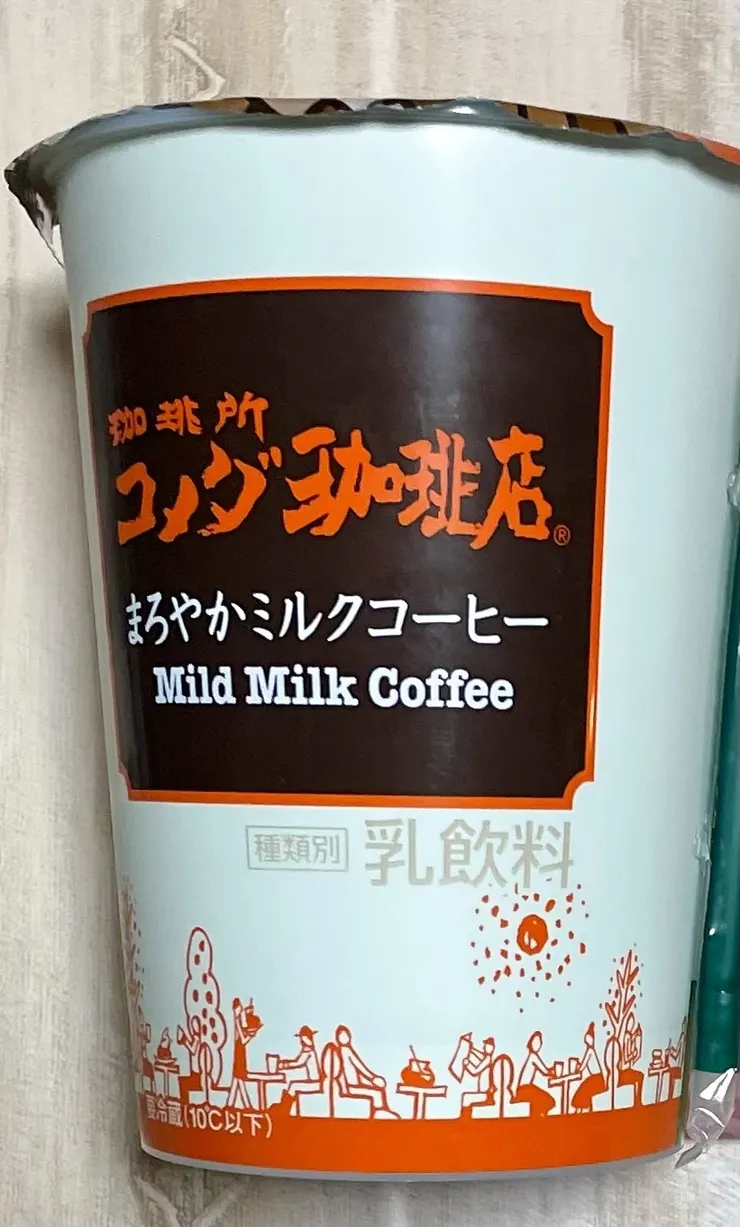 珈琲所
コメダ珈琲店®
まろやかミルクコーヒー
Mild Milk Coffee
種類別 乳飲料
要冷蔵(10℃以下)